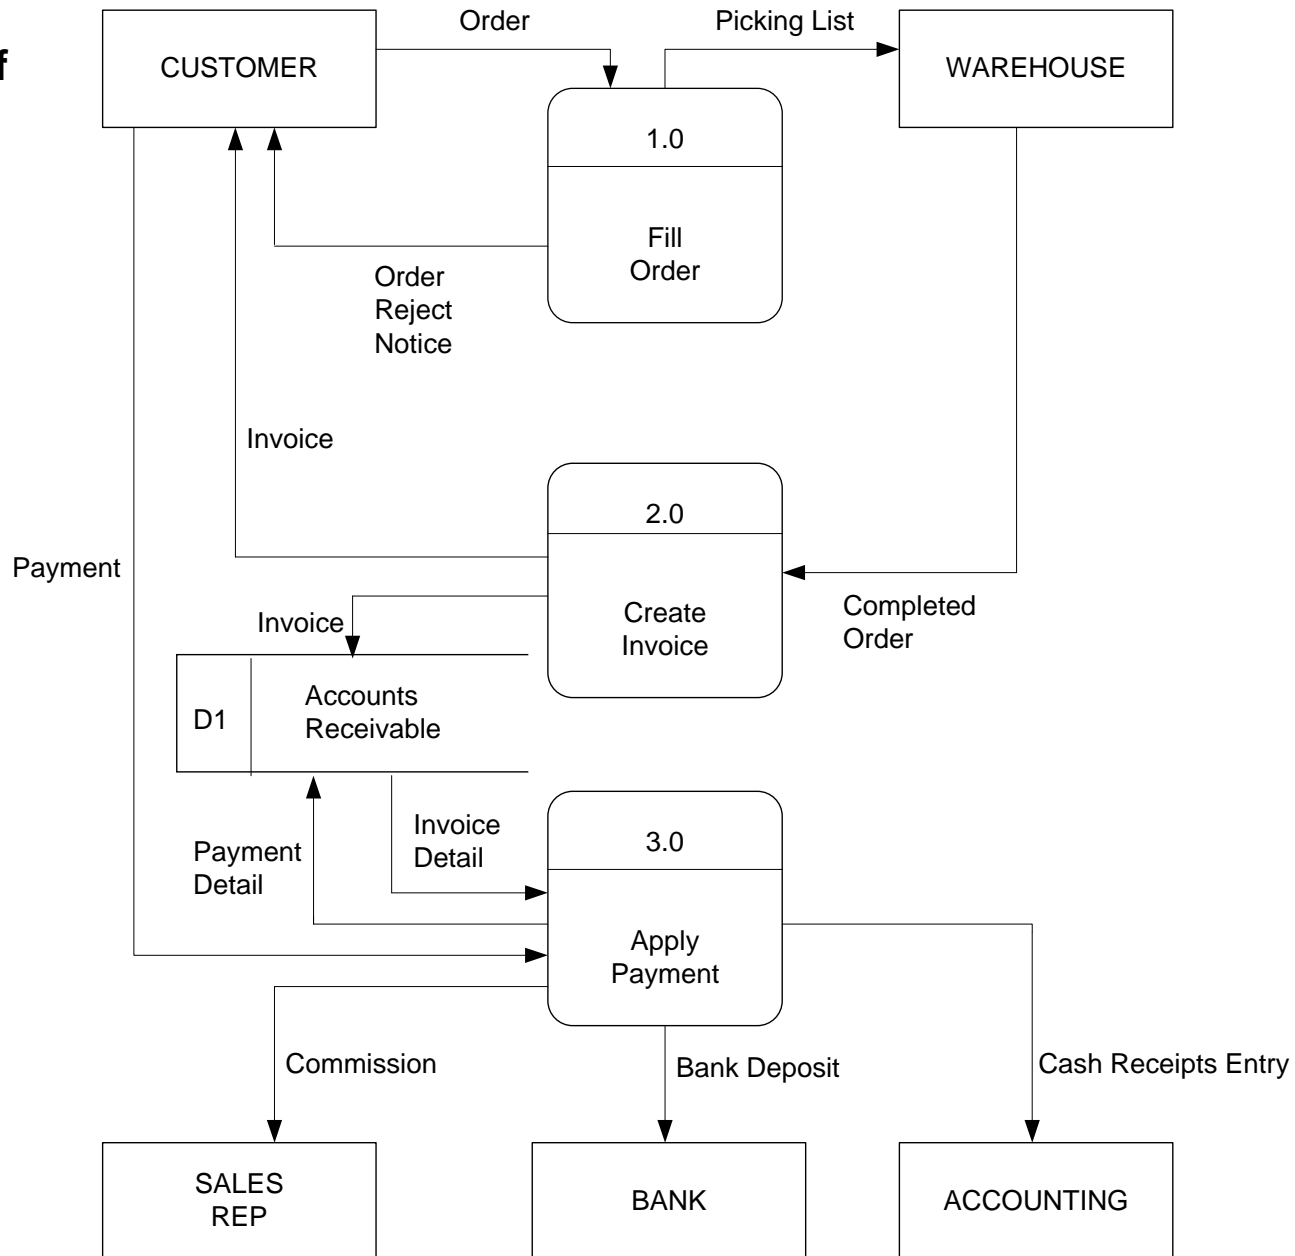 Order
Picking List
f
CUSTOMER
WAREHOUSE
1.0
Fill
Order
Order
Reject
Notice
Invoice
2.0
Payment
Create
Invoice
Completed
Order
Invoice
D1
Accounts
Receivable
Invoice
Detail
Payment
Detail
3.0
Apply
Payment
Commission
Bank Deposit
Cash Receipts Entry
SALES
REP
BANK
ACCOUNTING